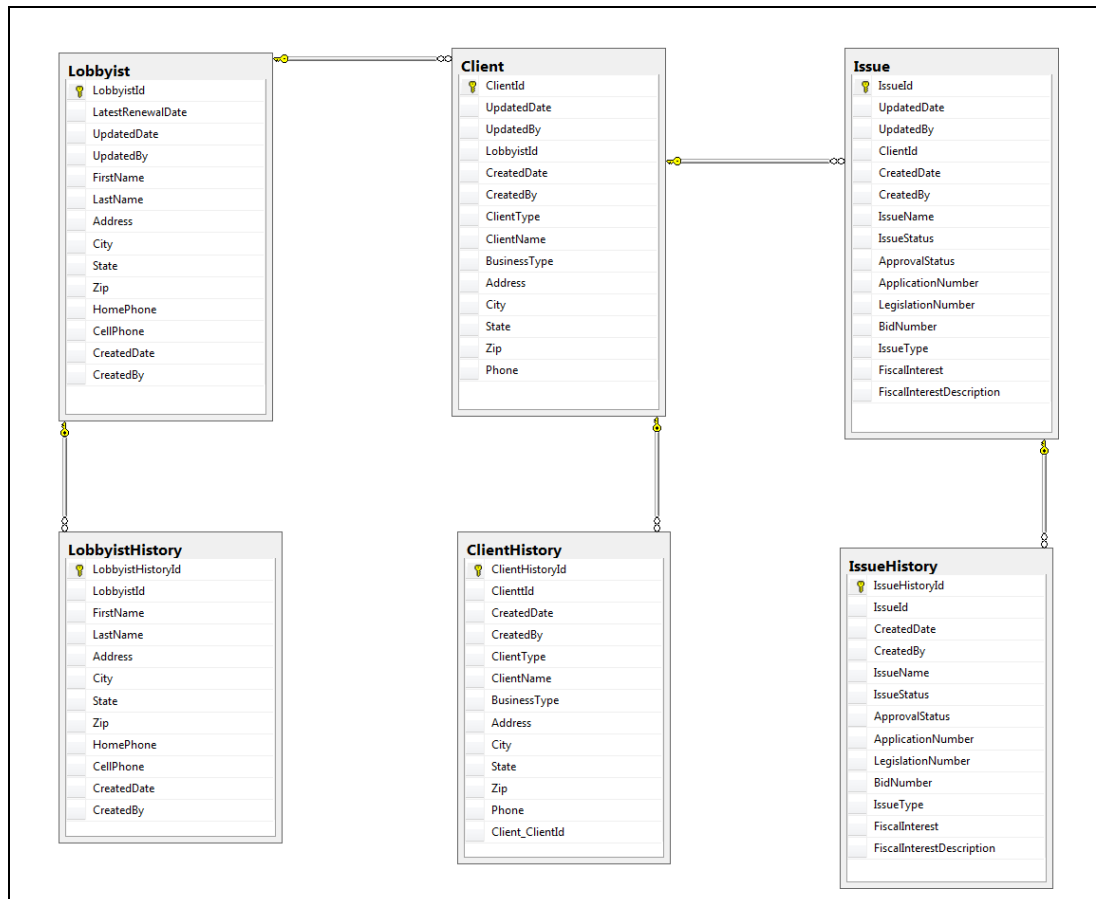 Lobbyist
LobbyistId
LatestRenewalDate
UpdatedDate
UpdatedBy
FirstName
LastName
Address
City
State
Zip
HomePhone
CellPhone
CreatedDate
CreatedBy
Client
ClientId
UpdatedDate
UpdatedBy
LobbyistId
CreatedDate
CreatedBy
ClientType
ClientName
BusinessType
Address
City
State
Zip
Phone
Issue
IssueId
UpdatedDate
UpdatedBy
ClientId
CreatedDate
CreatedBy
IssueName
IssueStatus
ApprovalStatus
ApplicationNumber
LegislationNumber
BidNumber
IssueType
FiscalInterest
FiscalInterestDescription
LobbyistHistory
LobbyistHistoryId
LobbyistId
FirstName
LastName
Address
City
State
Zip
HomePhone
CellPhone
CreatedDate
CreatedBy
ClientHistory
ClientHistoryId
ClienttId
CreatedDate
CreatedBy
ClientType
ClientName
BusinessType
Address
City
State
Zip
Phone
Client_ClientId
IssueHistory
IssueHistoryId
IssueId
CreatedDate
CreatedBy
IssueName
IssueStatus
ApprovalStatus
ApplicationNumber
LegislationNumber
BidNumber
IssueType
FiscalInterest
FiscalInterestDescription